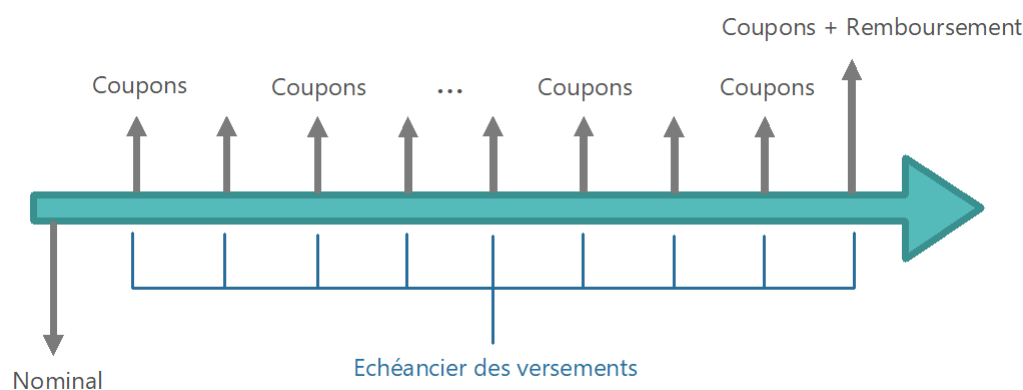 Coupons + Remboursement
Coupons
Coupons
...
Coupons
Coupons
Echéancier des versements
Nominal